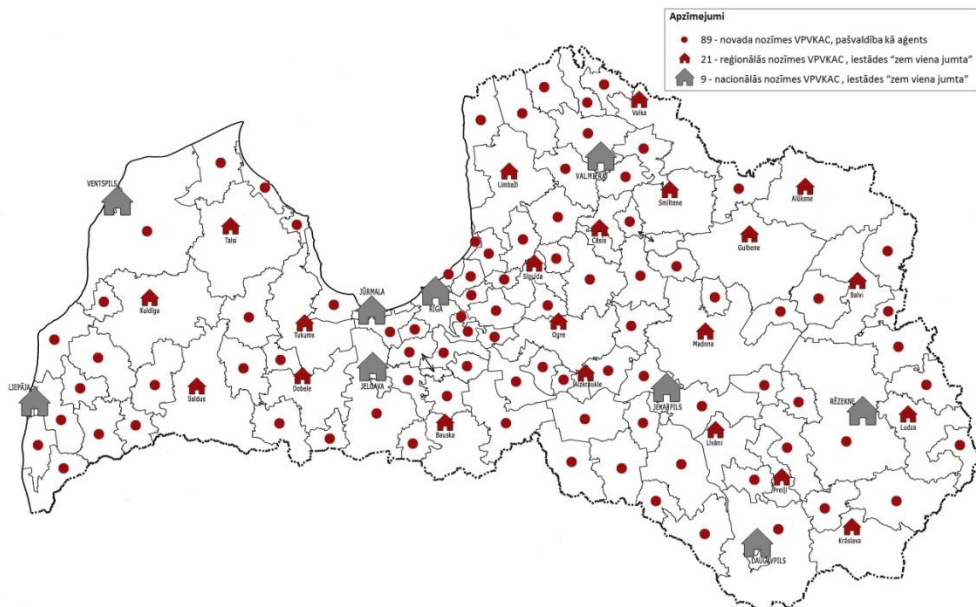 Apzīmējumi
89 - novada nozīmes VPVKAC, pašvaldība kā aģents
21 - reģionālās nozīmes VPVKAC , iestādes “zem viena jumta”
9 - nacionālās nozīmes VPVKAC , iestādes “zem viena jumta”
Valka
VALMIERA
Limbaži
Smiltene
Alūksne
VENTSPILS
Talsi
Cēsis
Gulbene
Sigulda
Balvi
JŪRMALA
RĪGA
Kuldīga
Tukums
Ogre
Madona
LIEPĀJA
Saldus
Dobele
JELGAVA
Aizkraukle
JĒKABPILS
RĒZEKNE
Ludza
Bauska
Līvāni
Preiļi
Krāslava
DAUGAVPILS